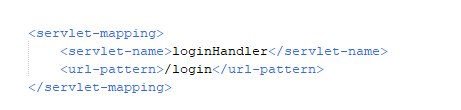 <servlet-mapping>
    <servlet-name>loginHandler</servlet-name>
    <url-pattern>/login</url-pattern>
</servlet-mapping>